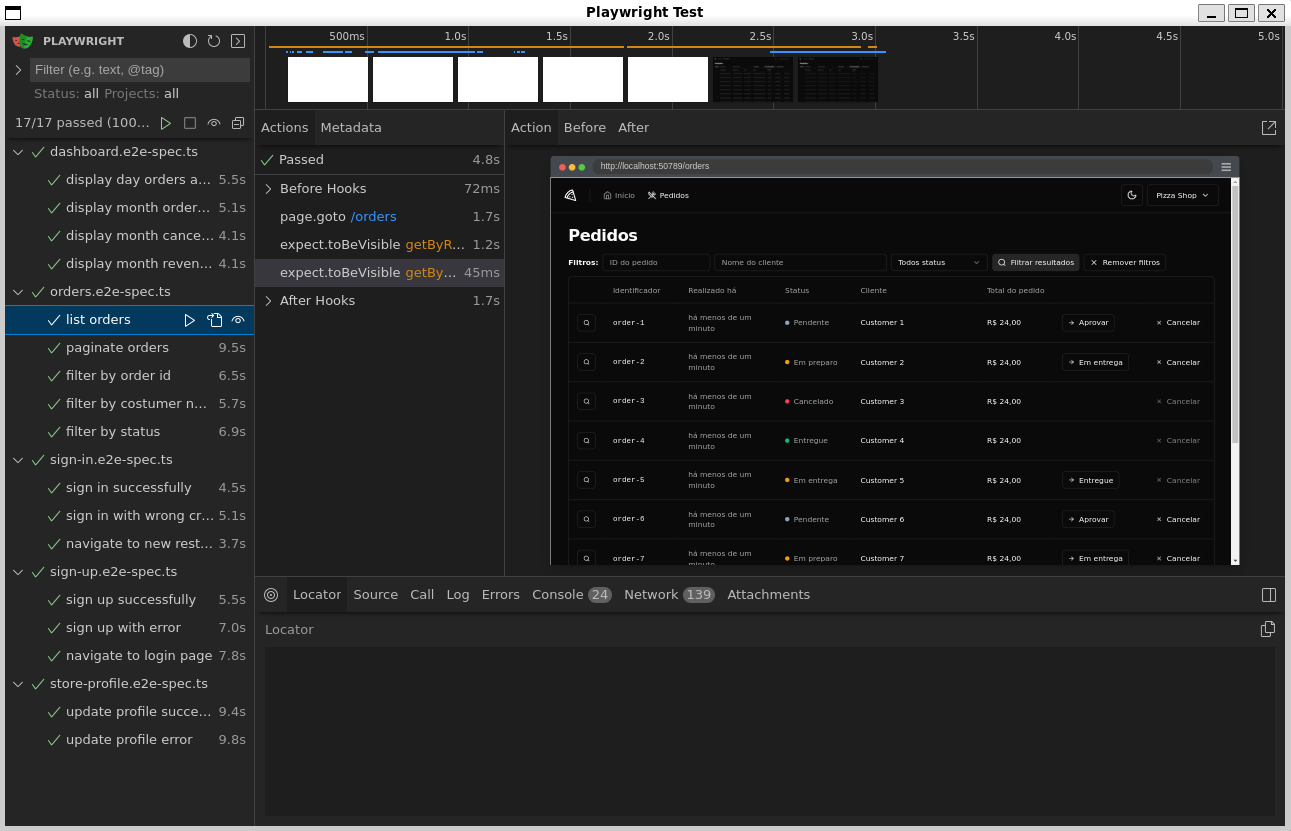 Playwright Test
PLAYWRIGHT
Filter (e.g. text, @tag)
Status: all Projects: all
17/17 passed (100...
dashboard.e2e-spec.ts
display day orders a... 5.5s
display month order... 5.1s
display month cance... 4.1s
display month reven... 4.1s
orders.e2e-spec.ts
list orders
paginate orders 9.5s
filter by order id 6.5s
filter by costumer n... 5.7s
filter by status 6.9s
sign-in.e2e-spec.ts
sign in successfully 4.5s
sign in with wrong cr... 5.1s
navigate to new rest... 3.7s
sign-up.e2e-spec.ts
sign up successfully 5.5s
sign up with error 7.0s
navigate to login page 7.8s
store-profile.e2e-spec.ts
update profile succe... 9.4s
update profile error 9.8s
500ms 1.0s 1.5s 2.0s 2.5s 3.0s 3.5s 4.0s 4.5s 5.0s
Actions Metadata
Passed 4.8s
Before Hooks 72ms
page.goto /orders 1.7s
expect.toBeVisible getByR... 1.2s
expect.toBeVisible getBy... 45ms
After Hooks 1.7s
Action Before After
http://localhost:50789/orders
Início Pedidos Pizza Shop
Pedidos
Filtros: ID do pedido Nome do cliente Todos status Filtrar resultados Remover filtros
Identificador Realizado há Status Cliente Total do pedido
order-1 há menos de um minuto Pendente Customer 1 R$ 24,00 Aprovar Cancelar
order-2 há menos de um minuto Em preparo Customer 2 R$ 24,00 Em entrega Cancelar
order-3 há menos de um minuto Cancelado Customer 3 R$ 24,00 Cancelar
order-4 há menos de um minuto Entregue Customer 4 R$ 24,00 Cancelar
order-5 há menos de um minuto Em entrega Customer 5 R$ 24,00 Entregue Cancelar
order-6 há menos de um minuto Pendente Customer 6 R$ 24,00 Aprovar Cancelar
order-7 há menos de um minuto Em preparo Customer 7 R$ 24,00 Em entrega Cancelar
Locator Source Call Log Errors Console 24 Network 139 Attachments
Locator